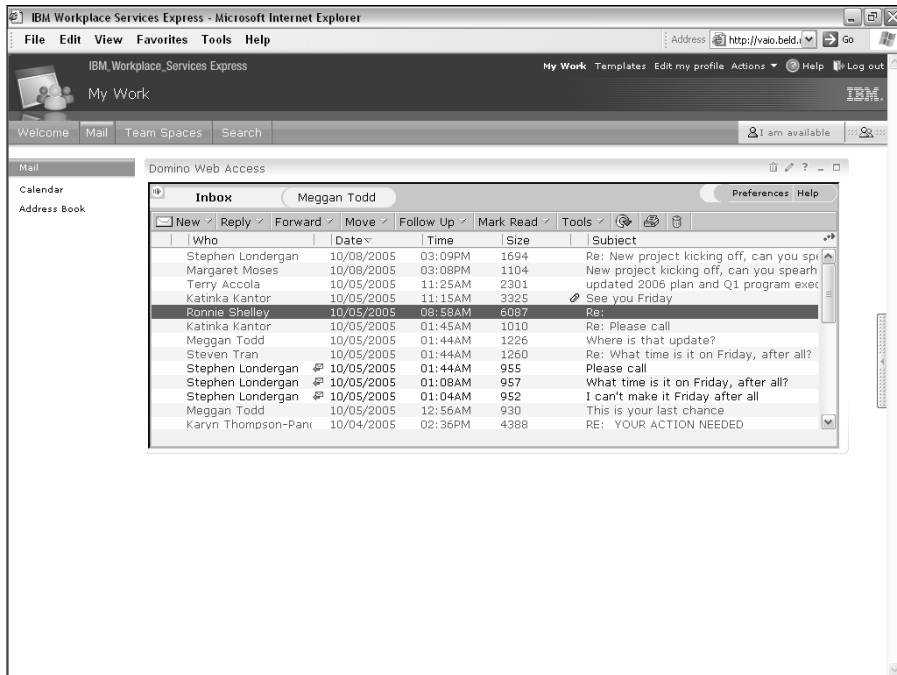 IBM Workplace Services Express - Microsoft Internet Explorer
File Edit View Favorites Tools Help
Address http://vaio.beld. Go
IBM_Workplace_Services Express
My Work Templates Edit my profile Actions Help Log out
My Work
IBM.
Welcome Mail Team Spaces Search
I am available
Mail
Domino Web Access
Calendar
Address Book
Inbox Meggan Todd Preferences Help
New Reply Forward Move Follow Up Mark Read Tools
Who Date Time Size Subject
Stephen Londergan 10/08/2005 03:09PM 1694 Re: New project kicking off, can you
Margaret Moses 10/08/2005 03:08PM 1104 New project kicking off, can you spearh
Terry Accola 10/05/2005 11:25AM 2301 updated 2006 plan and Q1 program exec
Katinka Kantor 10/05/2005 11:15AM 3325 See you Friday
Ronnie Shelley 10/05/2005 08:58AM 6087 Re:
Katinka Kantor 10/05/2005 01:45AM 1010 Re: Please call
Meggan Todd 10/05/2005 01:44AM 1226 Where is that update?
Steven Tran 10/05/2005 01:44AM 1260 Re: What time is it on Friday, after all?
Stephen Londergan 10/05/2005 01:44AM 955 Please call
Stephen Londergan 10/05/2005 01:08AM 957 What time is it on Friday, after all?
Stephen Londergan 10/05/2005 01:04AM 952 I can't make it Friday after all
Meggan Todd 10/05/2005 12:56AM 930 This is your last chance
Karyn 10/04/2005 02:36PM 4388 RE: YOUR ACTION NEEDED